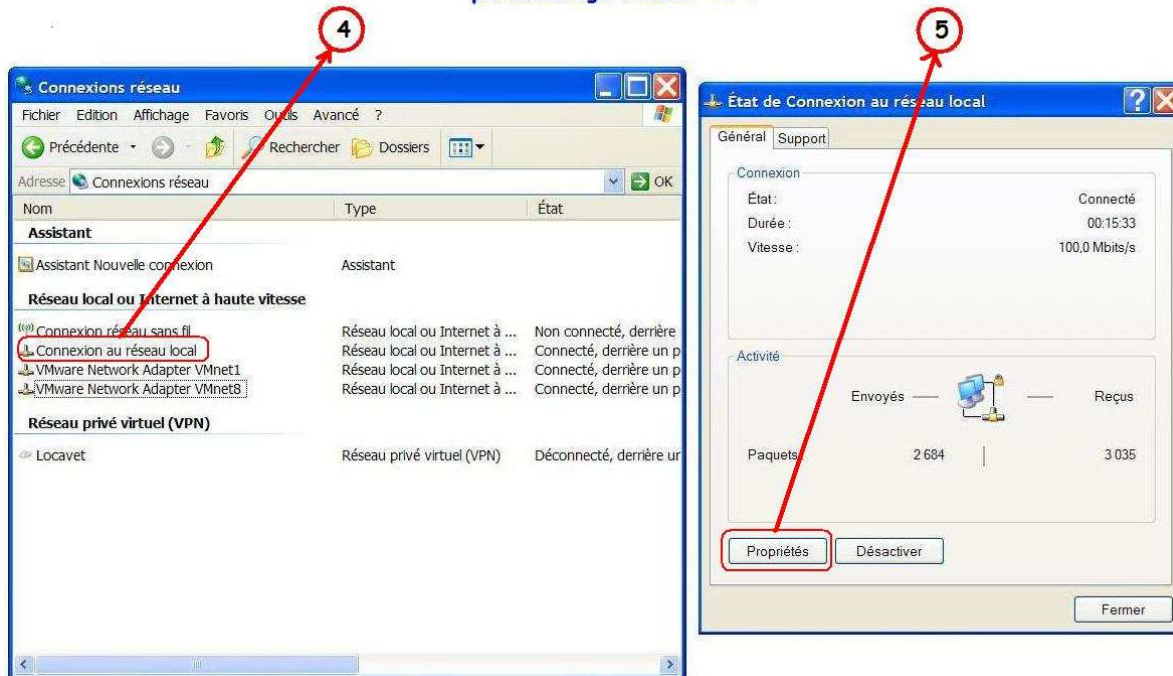 4
5
Connexions réseau
Fichier Edition Affichage Favoris Outils Avancé ?
Précédente Rechercher Dossiers
Adresse Connexions réseau OK
Nom Type État
Assistant
Assistant Nouvelle connexion Assistant
Réseau local ou Internet à haute vitesse
Connexion réseau sans fil Réseau local ou Internet à ... Non connecté, derrière
Connexion au réseau local Réseau local ou Internet à ... Connecté, derrière un p
VMware Network Adapter VMnet1 Réseau local ou Internet à ... Connecté, derrière un p
VMware Network Adapter VMnet8 Réseau local ou Internet à ... Connecté, derrière un p
Réseau privé virtuel (VPN)
Locavet Réseau privé virtuel (VPN) Déconnecté, derrière ur
État de Connexion au réseau local
Général Support
Connexion
État : Connecté
Durée : 00:15:33
Vitesse : 100,0 Mbits/s
Activité
Envoyés — — Reçus
Paquets 2 684 3 035
Propriétés Désactiver
Fermer